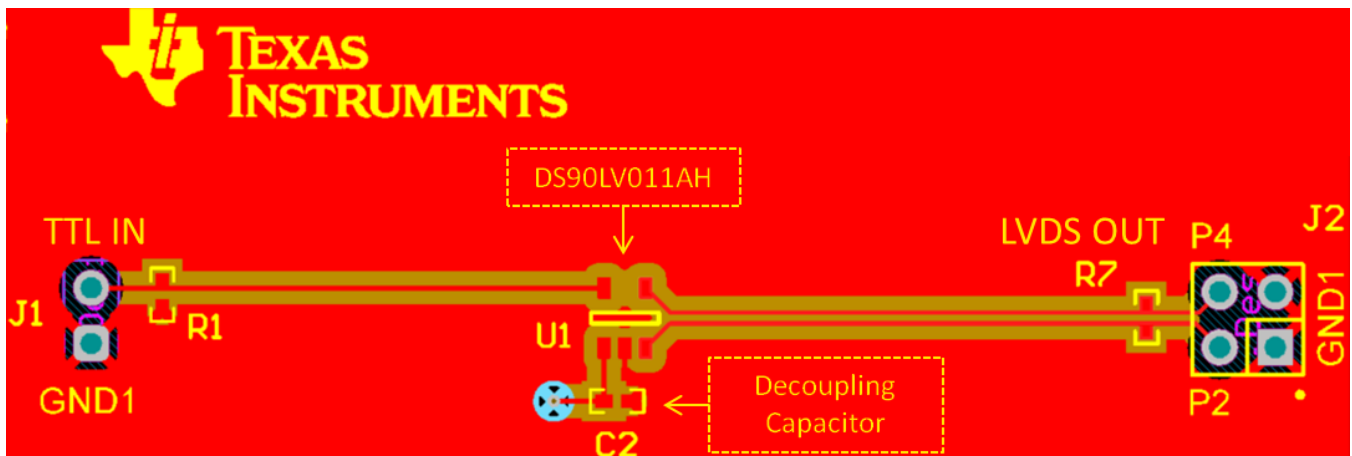 TEXAS
INSTRUMENTS
DS90LV011AH
TTL IN
LVDS OUT
P4
J2
R7
J1
R1
U1
GND1
GND1
Decoupling
Capacitor
P2
C2